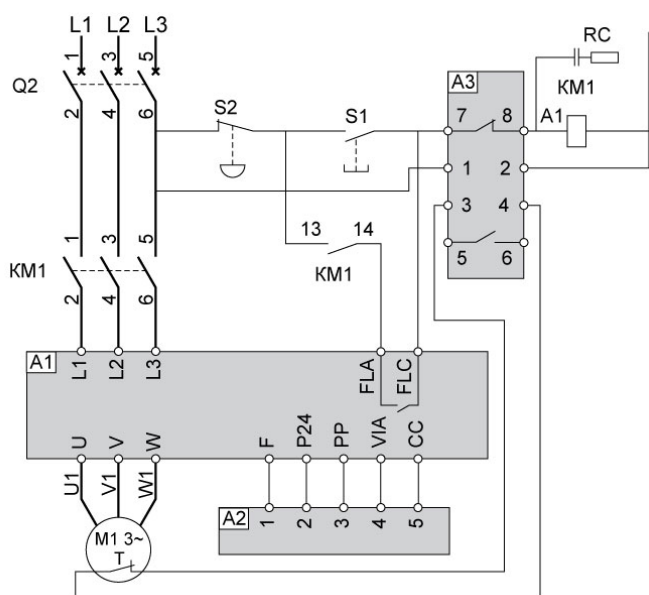 L1 L2 L3
1 3 5
Q2
2 4 6
S2
S1
RC
KM1
A3
7 8
A1
1 2
3 4
5 6
13 14
KM1
1 3 5
KM1
2 4 6
A1
L1 L2 L3
FLA FLC
U V W
F P24 PP VIA CC
U1 V1 W1
A2
1 2 3 4 5
M1 3~
T